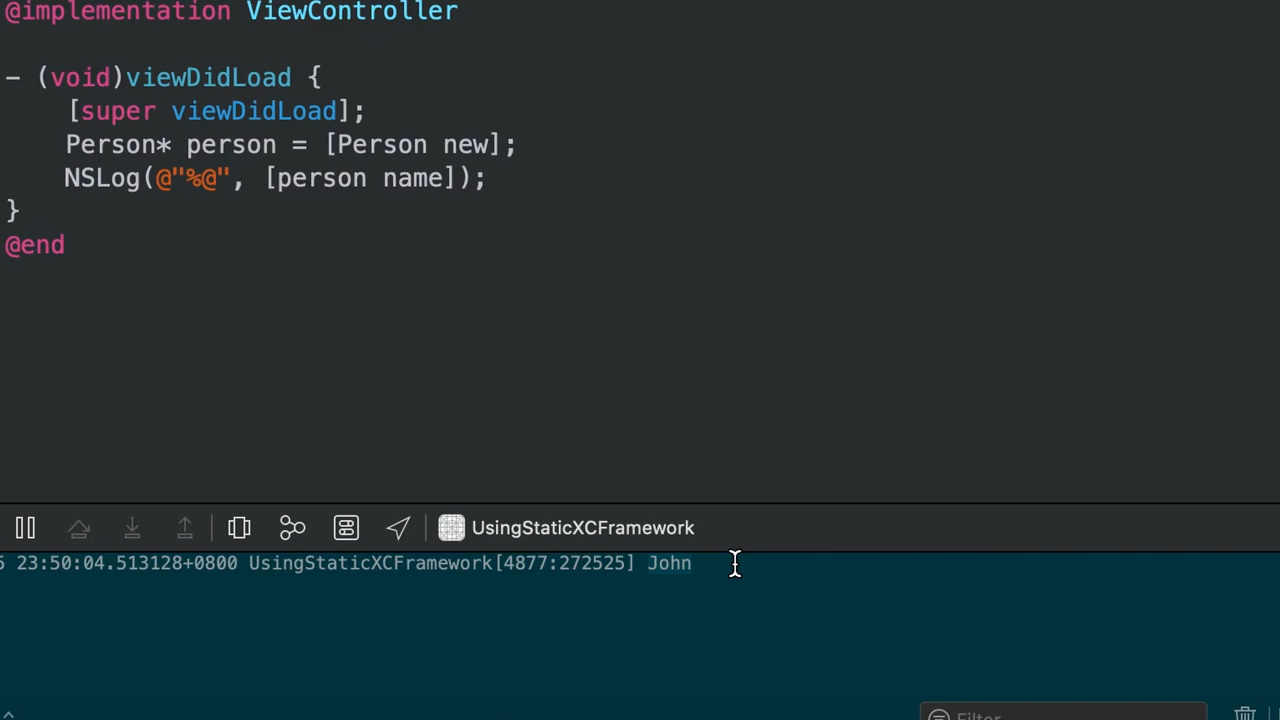 @implementation ViewController
- (void)viewDidLoad {
[super viewDidLoad];
Person* person = [Person new];
NSLog(@"%@", [person name]);
}
@end
UsingStaticXCFramework
23:50:04.513128+0800 UsingStaticXCFramework[4877:272525] John
Filter